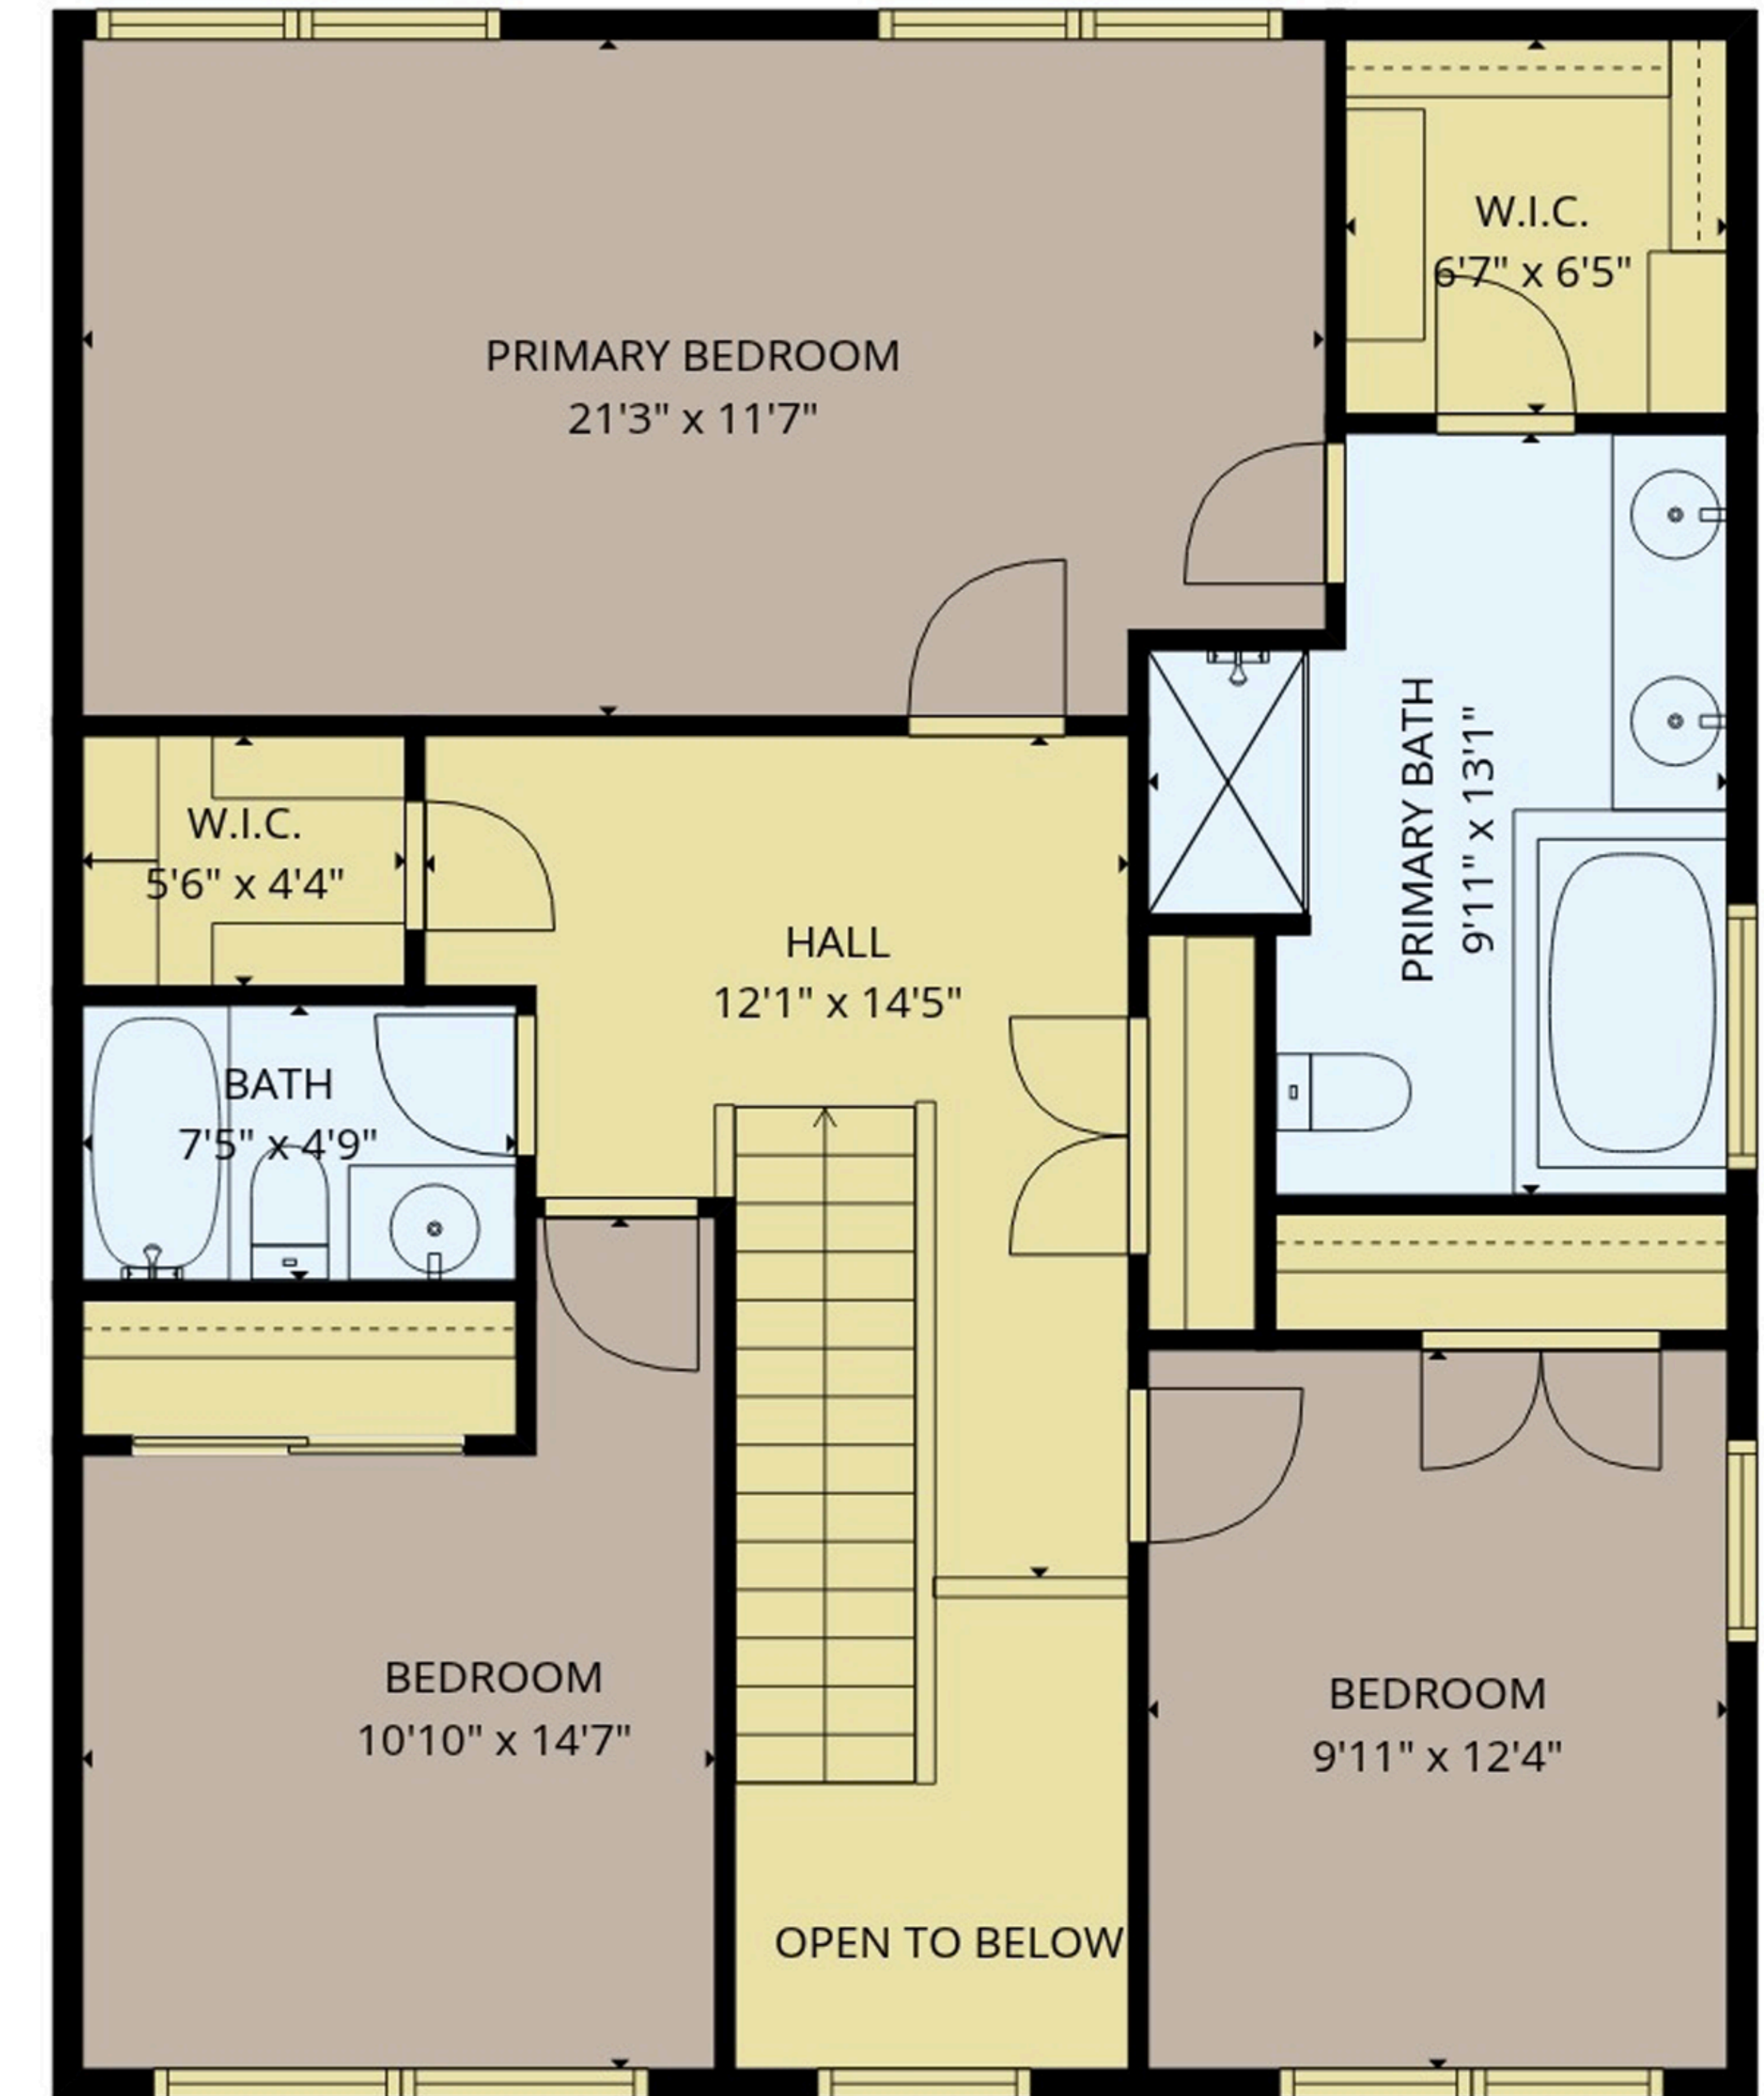 W.I.C.
6'7" x 6'5"
PRIMARY BEDROOM
21'3" x 11'7"
PRIMARY BATH
9'11" x 13'1"
W.I.C.
5'6" x 4'4"
HALL
12'1" x 14'5"
BATH
7'5" x 4'9"
BEDROOM
10'10" x 14'7"
BEDROOM
9'11" x 12'4"
OPEN TO BELOW